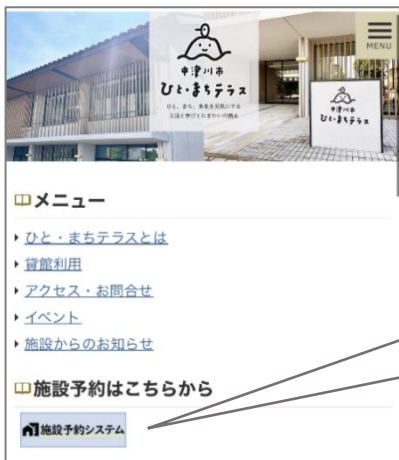 MENU
中津川市
ひと・まちテラス
ひと、まち、未来を元気にする
交流と学びとにぎわいの拠点
中津川市
ひと・まちテラス
メニュー
ひと・まちテラスとは
貸館利用
アクセス・お問合せ
イベント
施設からのお知らせ
施設予約はこちらから
施設予約システム